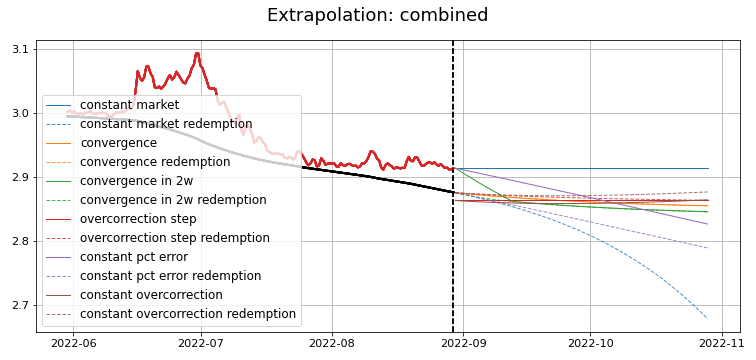 Extrapolation: combined
3.1
3.0
2.9
2.8
2.7
constant market
constant market redemption
convergence
convergence redemption
convergence in 2w
convergence in 2w redemption
overcorrection step
overcorrection step redemption
constant pct error
constant pct error redemption
constant overcorrection
constant overcorrection redemption
2022-06
2022-07
2022-08
2022-09
2022-10
2022-11